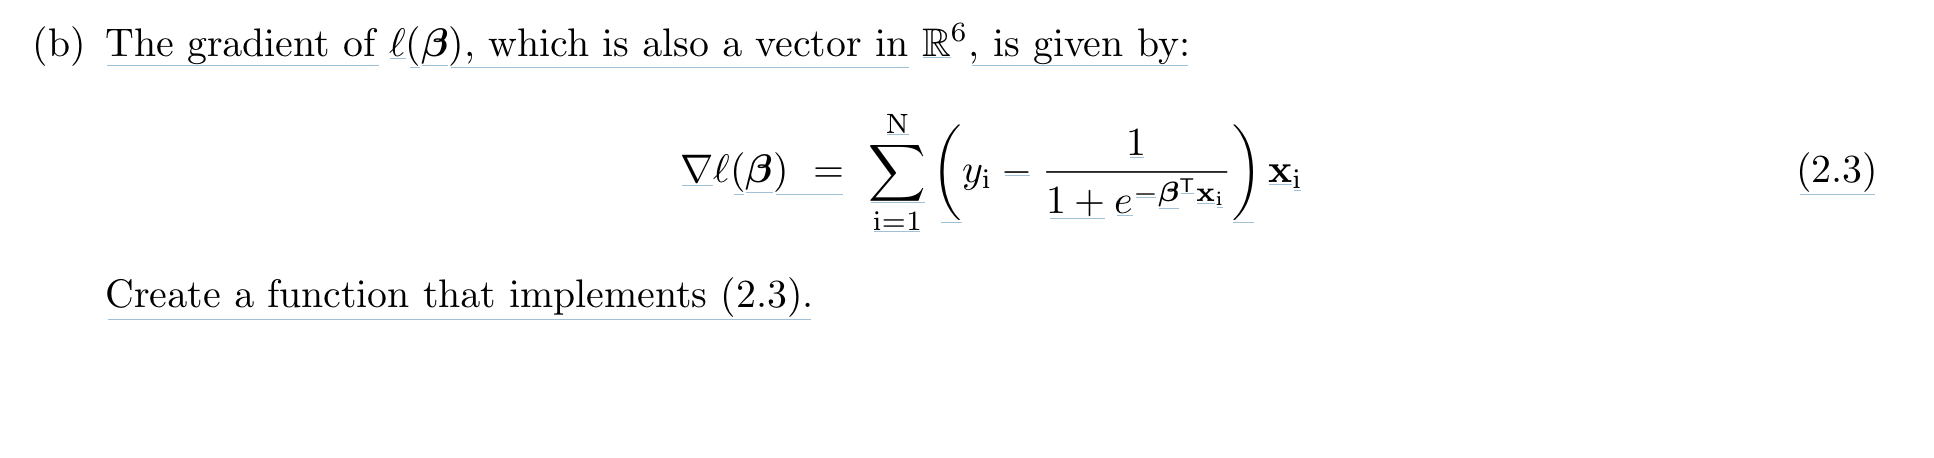 (b) The gradient of ℓ(𝜷), which is also a vector in ℝ⁶, is given by:
∇ℓ(𝜷) = ∑_{i=1}^{N} ( y_i − \frac{1}{1 + e^{−𝜷^⊤ 𝐱_i}} ) 𝐱_i (2.3)
Create a function that implements (2.3).